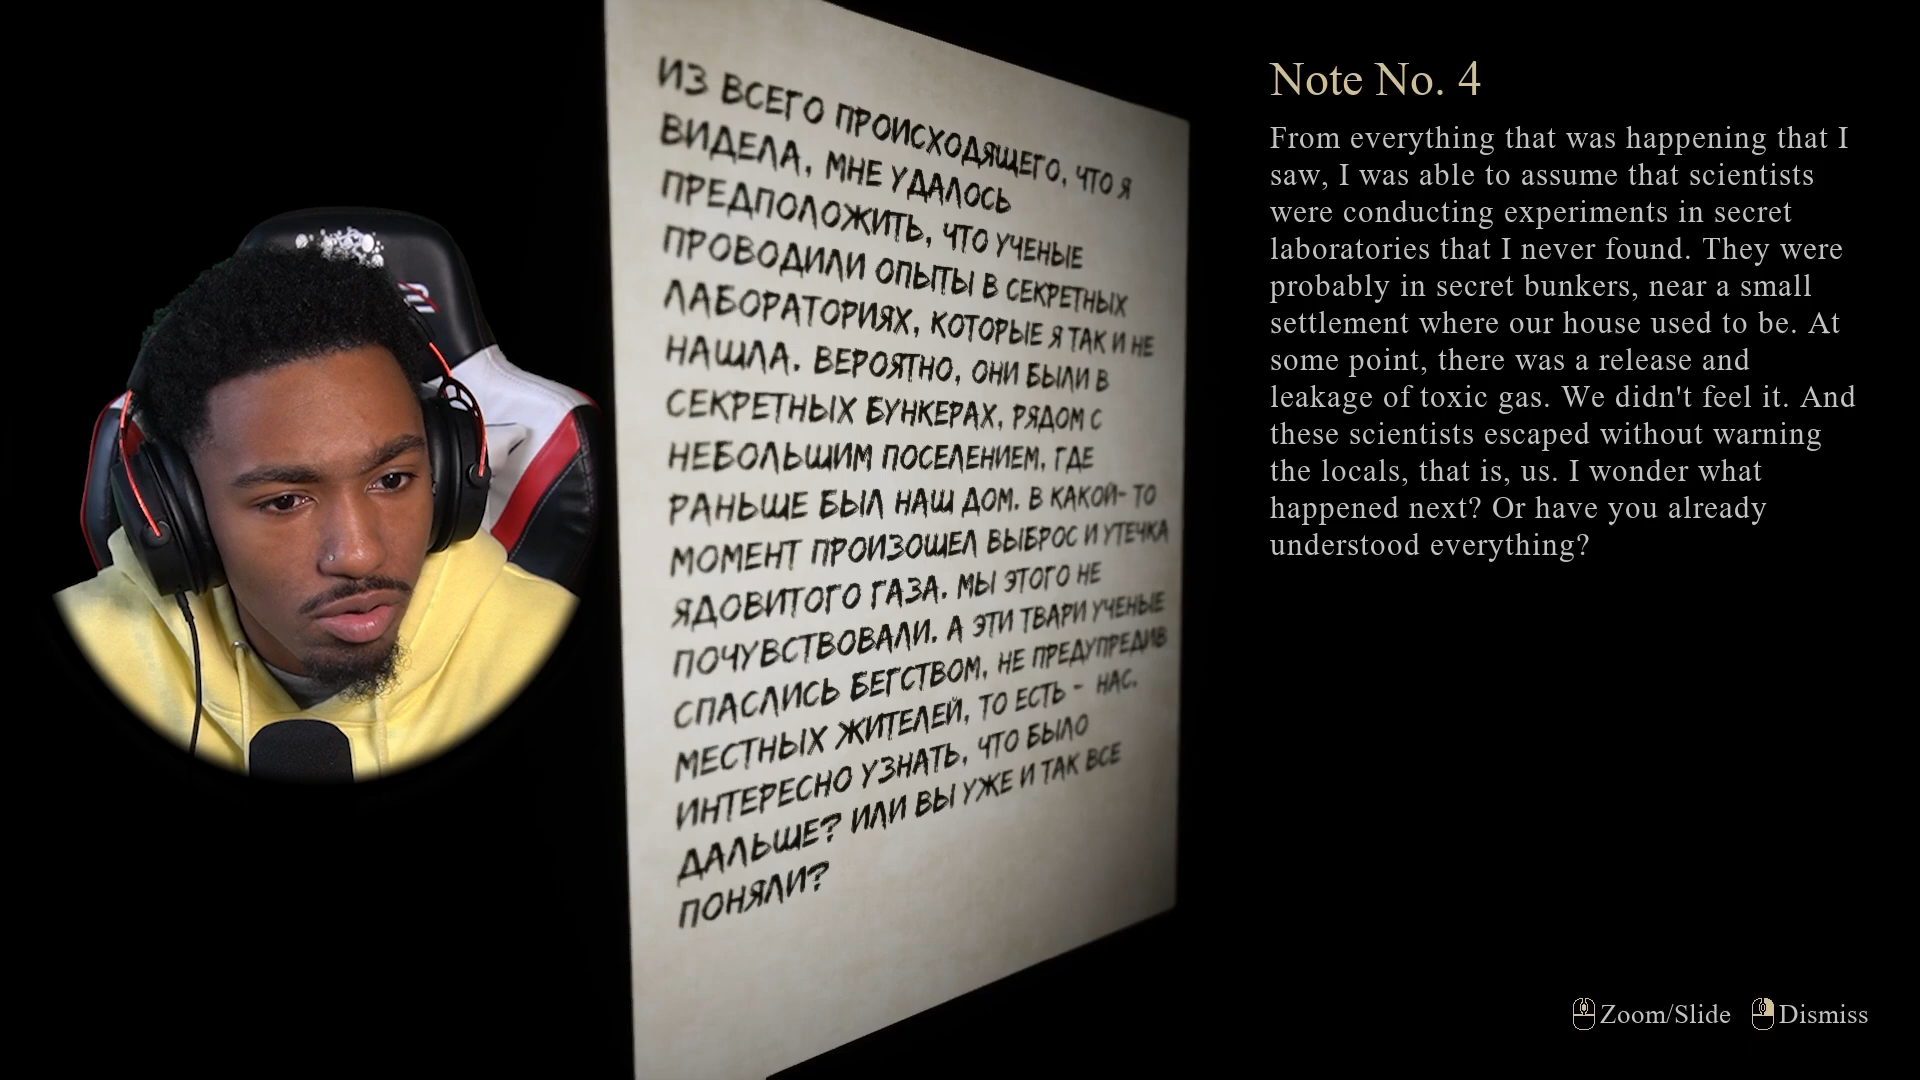 ИЗ ВСЕГО ПРОИСХОДЯЩЕГО, ЧТО Я
ВИДЕЛА, МНЕ УДАЛОСЬ
ПРЕДПОЛОЖИТЬ, ЧТО УЧЕНЫЕ
ПРОВОДИЛИ ОПЫТЫ В СЕКРЕТНЫХ
ЛАБОРАТОРИЯХ, КОТОРЫЕ Я ТАК И НЕ
НАШЛА. ВЕРОЯТНО, ОНИ БЫЛИ В
СЕКРЕТНЫХ БУНКЕРАХ, РЯДОМ С
НЕБОЛЬШИМ ПОСЕЛЕНИЕМ, ГДЕ
РАНЬШЕ БЫЛ НАШ ДОМ. В КАКОЙ- ТО
МОМЕНТ ПРОИЗОШЕЛ ВЫБРОС И УТЕЧКА
ЯДОВИТОГО ГАЗА. МЫ ЭТОГО НЕ
ПОЧУВСТВОВАЛИ. А ЭТИ ТВАРИ УЧЕНЫЕ
СПАСЛИСЬ БЕГСТВОМ, НЕ ПРЕДУПРЕДИВ
МЕСТНЫХ ЖИТЕЛЕЙ, ТО ЕСТЬ - НАС.
ИНТЕРЕСНО УЗНАТЬ, ЧТО БЫЛО
ДАЛЬШЕ? ИЛИ ВЫ УЖЕ И ТАК ВСЕ
ПОНЯЛИ?
Note No. 4
From everything that was happening that I
saw, I was able to assume that scientists
were conducting experiments in secret
laboratories that I never found. They were
probably in secret bunkers, near a small
settlement where our house used to be. At
some point, there was a release and
leakage of toxic gas. We didn't feel it. And
these scientists escaped without warning
the locals, that is, us. I wonder what
happened next? Or have you already
understood everything?
Zoom/Slide Dismiss